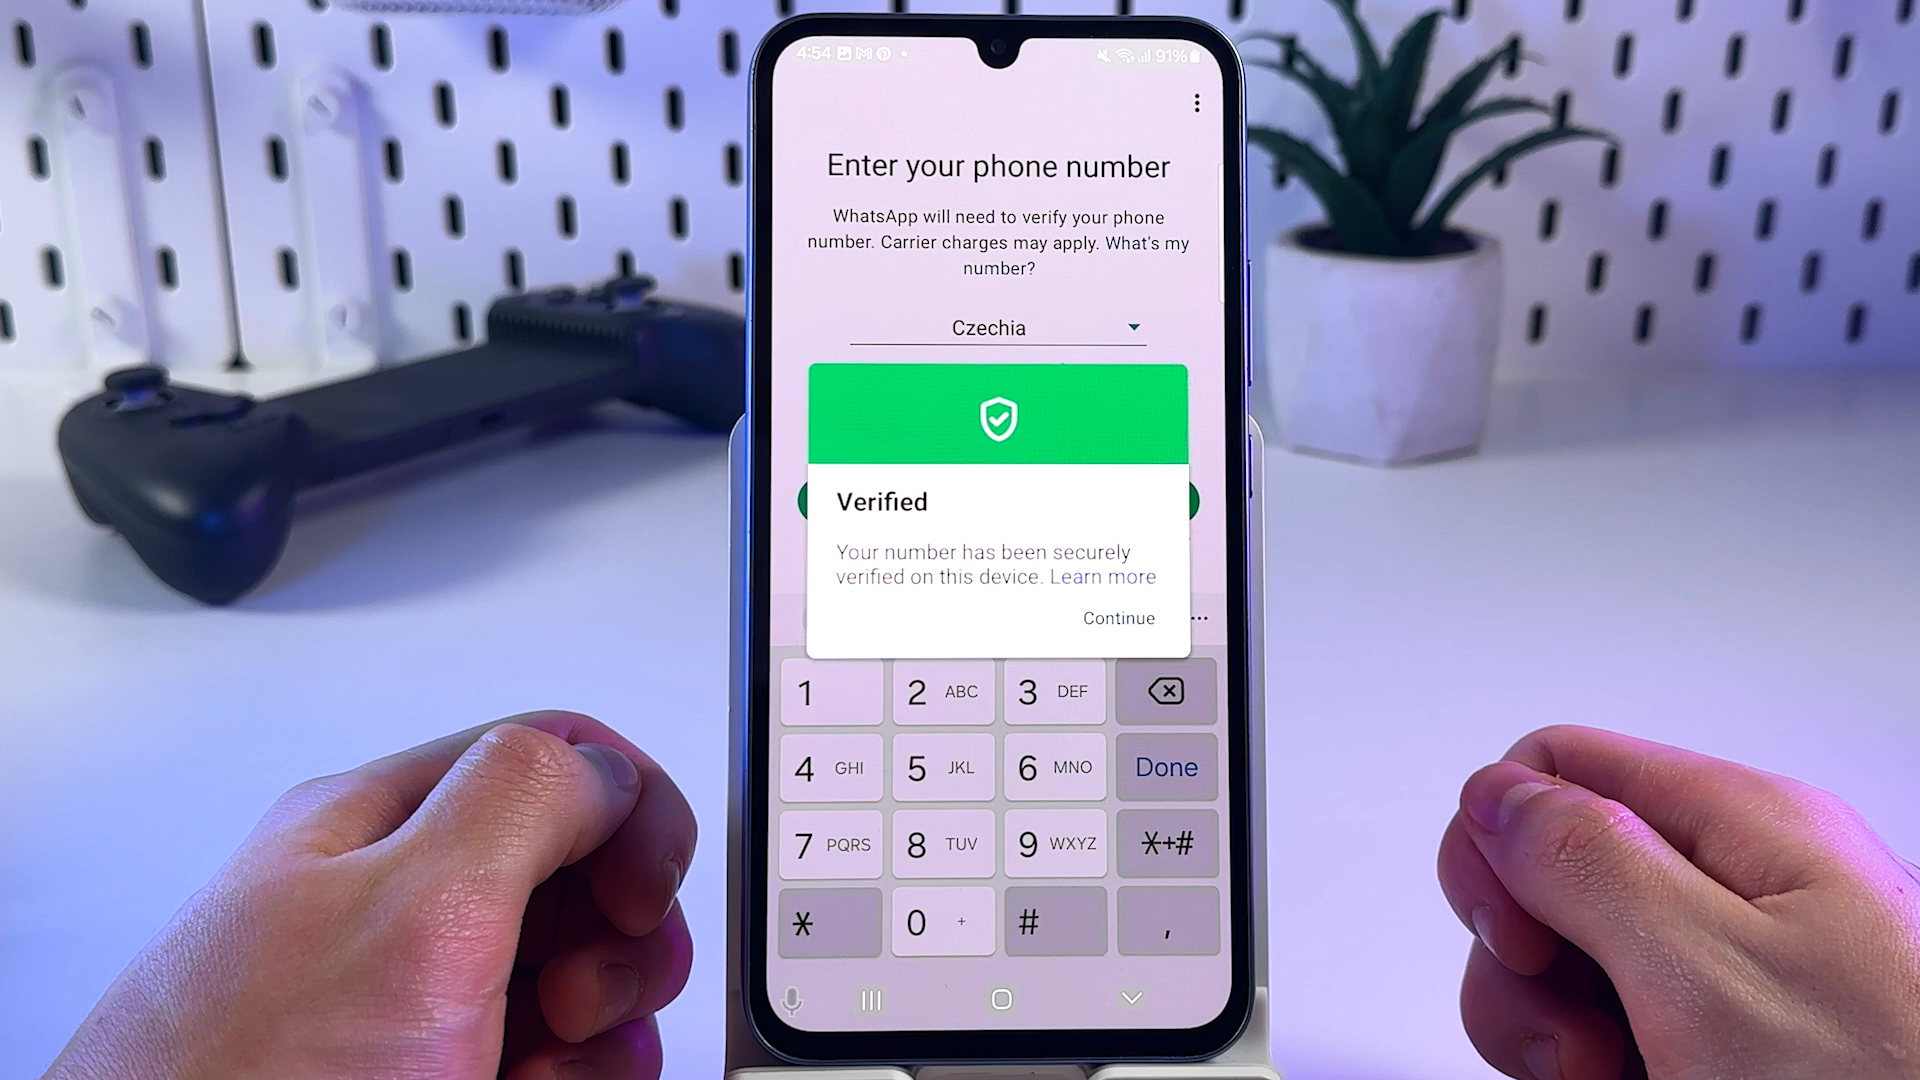 4:54
91%
Enter your phone number
WhatsApp will need to verify your phone
number. Carrier charges may apply. What's my
number?
Czechia
Verified
Your number has been securely
verified on this device. Learn more
Continue
1
2 ABC
3 DEF
4 GHI
5 JKL
6 MNO
Done
7 PQRS
8 TUV
9 WXYZ
*+#
*
0 +
#
,